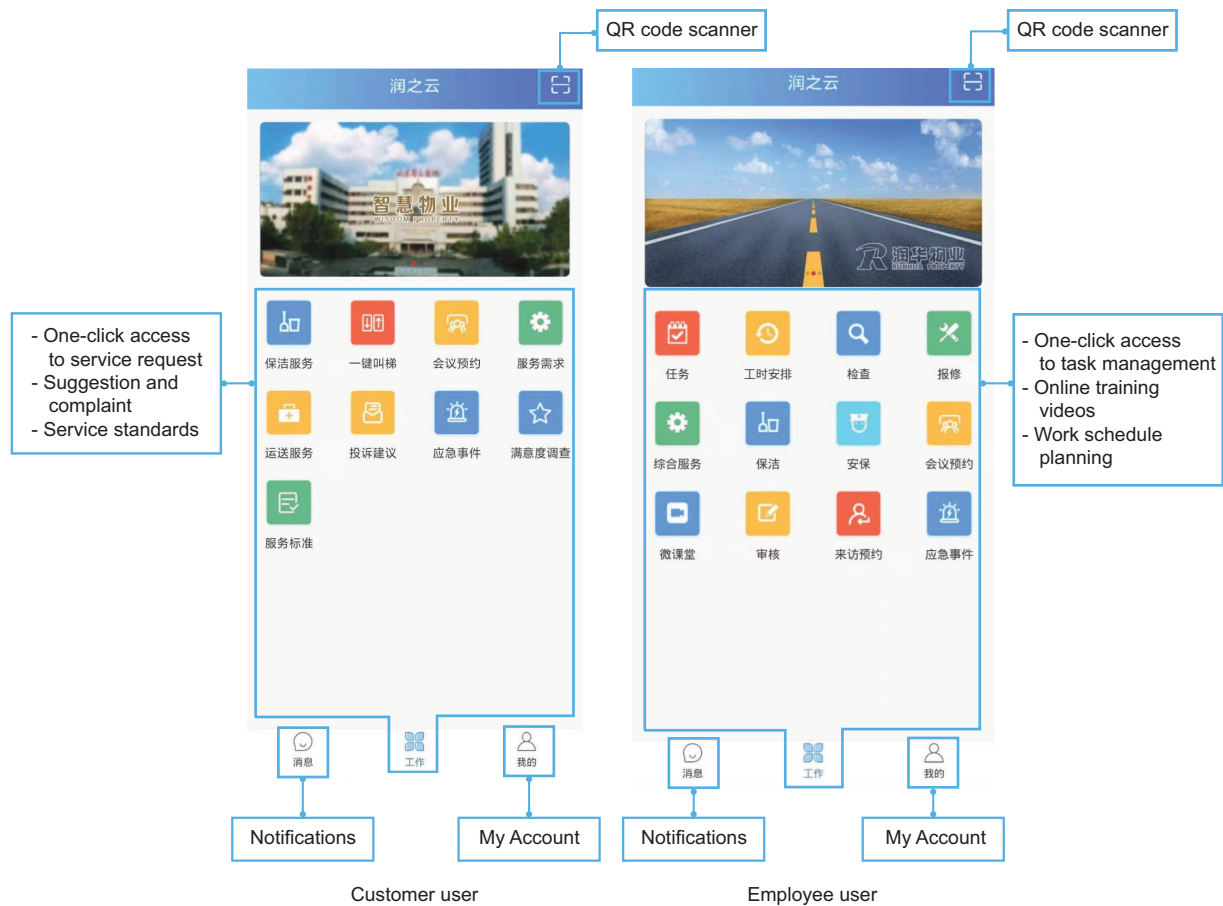 QR code scanner
QR code scanner
润之云
润之云
智慧物业
WISDOM PROPERTY
润华物业
RUNHUA PROPERTY
- One-click access
to service request
- Suggestion and
complaint
- Service standards
保洁服务 一键叫梯 会议预约 服务需求
运送服务 投诉建议 应急事件 满意度调查
服务标准
任务 工时安排 检查 报修
综合服务 保洁 安保 会议预约
微课堂 审核 来访预约 应急事件
- One-click access
to task management
- Online training
videos
- Work schedule
planning
消息 工作 我的
消息 工作 我的
Notifications
My Account
Notifications
My Account
Customer user
Employee user